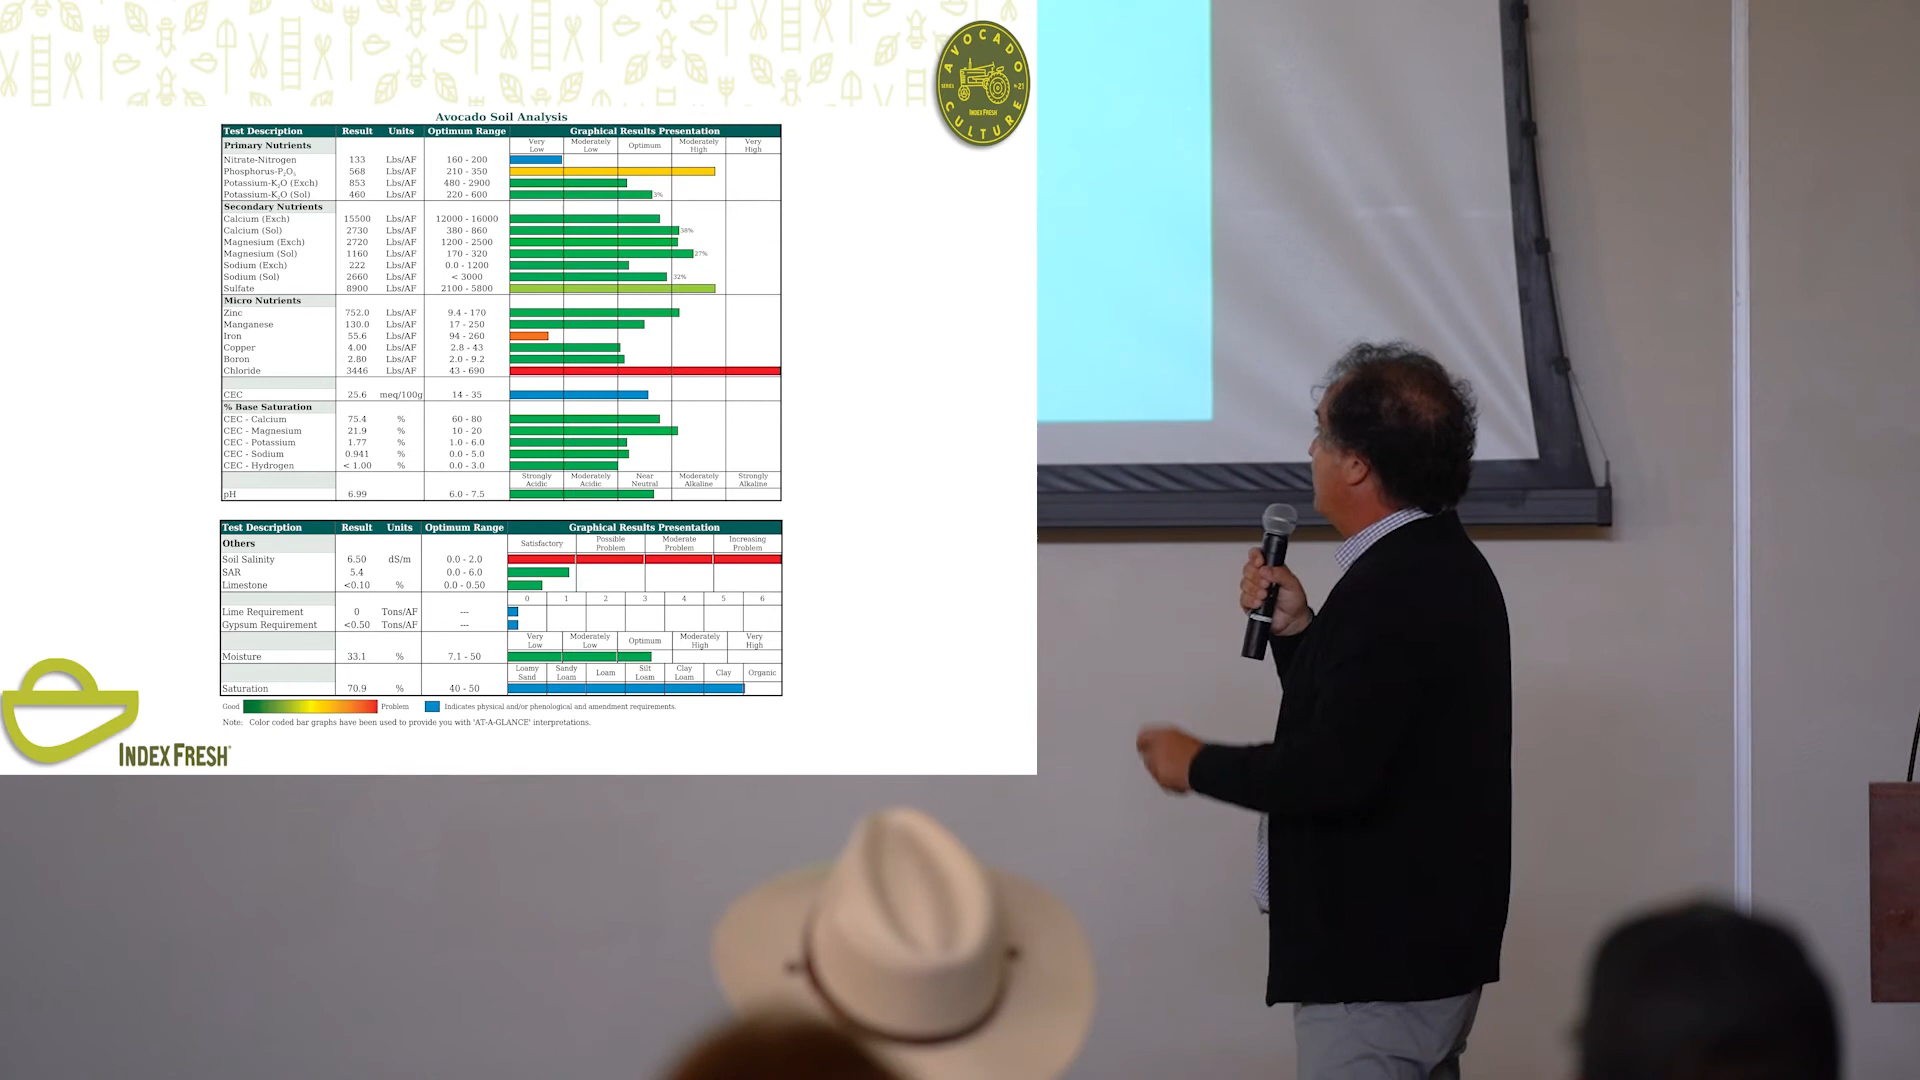 AVOCADO
SERIES Nº21
INDEX FRESH
CULTURE
Avocado Soil Analysis
Test Description Result Units Optimum Range Graphical Results Presentation
Primary Nutrients Very Low Moderately Low Optimum Moderately High Very High
Nitrate-Nitrogen 133 Lbs/AF 160 - 200
Phosphorus-P₂O₅ 568 Lbs/AF 210 - 350
Potassium-K₂O (Exch) 853 Lbs/AF 480 - 2900
Potassium-K₂O (Sol) 460 Lbs/AF 220 - 600 3%
Secondary Nutrients
Calcium (Exch) 15500 Lbs/AF 12000 - 16000
Calcium (Sol) 2730 Lbs/AF 380 - 860 38%
Magnesium (Exch) 2720 Lbs/AF 1200 - 2500
Magnesium (Sol) 1160 Lbs/AF 170 - 320 27%
Sodium (Exch) 222 Lbs/AF 0.0 - 1200
Sodium (Sol) 2660 Lbs/AF < 3000 32%
Sulfate 8900 Lbs/AF 2100 - 5800
Micro Nutrients
Zinc 752.0 Lbs/AF 9.4 - 170
Manganese 130.0 Lbs/AF 17 - 250
Iron 55.6 Lbs/AF 94 - 260
Copper 4.00 Lbs/AF 2.8 - 43
Boron 2.80 Lbs/AF 2.0 - 9.2
Chloride 3446 Lbs/AF 43 - 690
CEC 25.6 meq/100g 14 - 35
% Base Saturation
CEC - Calcium 75.4 % 60 - 80
CEC - Magnesium 21.9 % 10 - 20
CEC - Potassium 1.77 % 1.0 - 6.0
CEC - Sodium 0.941 % 0.0 - 5.0
CEC - Hydrogen < 1.00 % 0.0 - 3.0
Strongly Acidic Moderately Acidic Near Neutral Moderately Alkaline Strongly Alkaline
pH 6.99 6.0 - 7.5
Test Description Result Units Optimum Range Graphical Results Presentation
Others Satisfactory Possible Problem Moderate Problem Increasing Problem
Soil Salinity 6.50 dS/m 0.0 - 2.0
SAR 5.4 0.0 - 6.0
Limestone <0.10 % 0.0 - 0.50
0 1 2 3 4 5 6
Lime Requirement 0 Tons/AF ---
Gypsum Requirement <0.50 Tons/AF ---
Very Low Moderately Low Optimum Moderately High Very High
Moisture 33.1 % 7.1 - 50
Loamy Sand Sandy Loam Loam Silt Loam Clay Loam Clay Organic
Saturation 70.9 % 40 - 50
Good Problem Indicates physical and/or phenological and amendment requirements.
Note: Color coded bar graphs have been used to provide you with 'AT-A-GLANCE' interpretations.
INDEX FRESH®